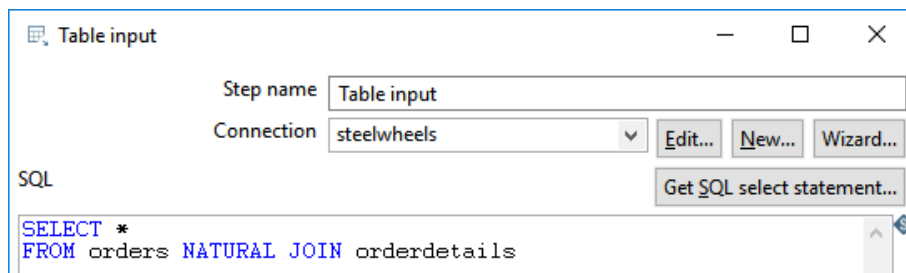 Table input
Step name Table input
Connection steelwheels Edit... New... Wizard...
SQL Get SQL select statement...
SELECT *
FROM orders NATURAL JOIN orderdetails